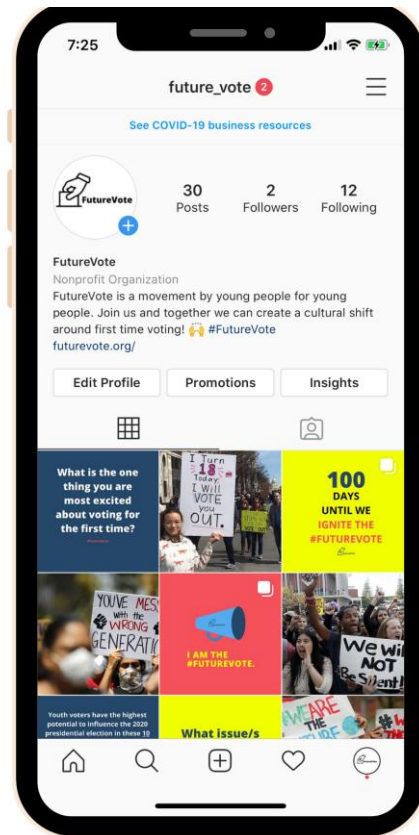 7:25
future_vote 2
See COVID-19 business resources
FutureVote
30 2 12
Posts Followers Following
FutureVote
Nonprofit Organization
FutureVote is a movement by young people for young
people. Join us and together we can create a cultural shift
around first time voting! 🙌 #FutureVote
futurevote.org/
Edit Profile Promotions Insights
What is the one
thing you are
most excited
about voting for
the first time?
I Turn
18
Today:
I Will
VOTE
you
OUT.
100
DAYS
UNTIL WE
IGNITE THE
#FUTUREVOTE
YOU'VE MES
with the
WRONG
GENERATI
I AM THE
#FUTUREVOTE.
We Wil
NOT
Be Silent!
Youth voters have the highest
potential to influence the 2020
presidential election in these 10
What issue/s
WE ARE
THE